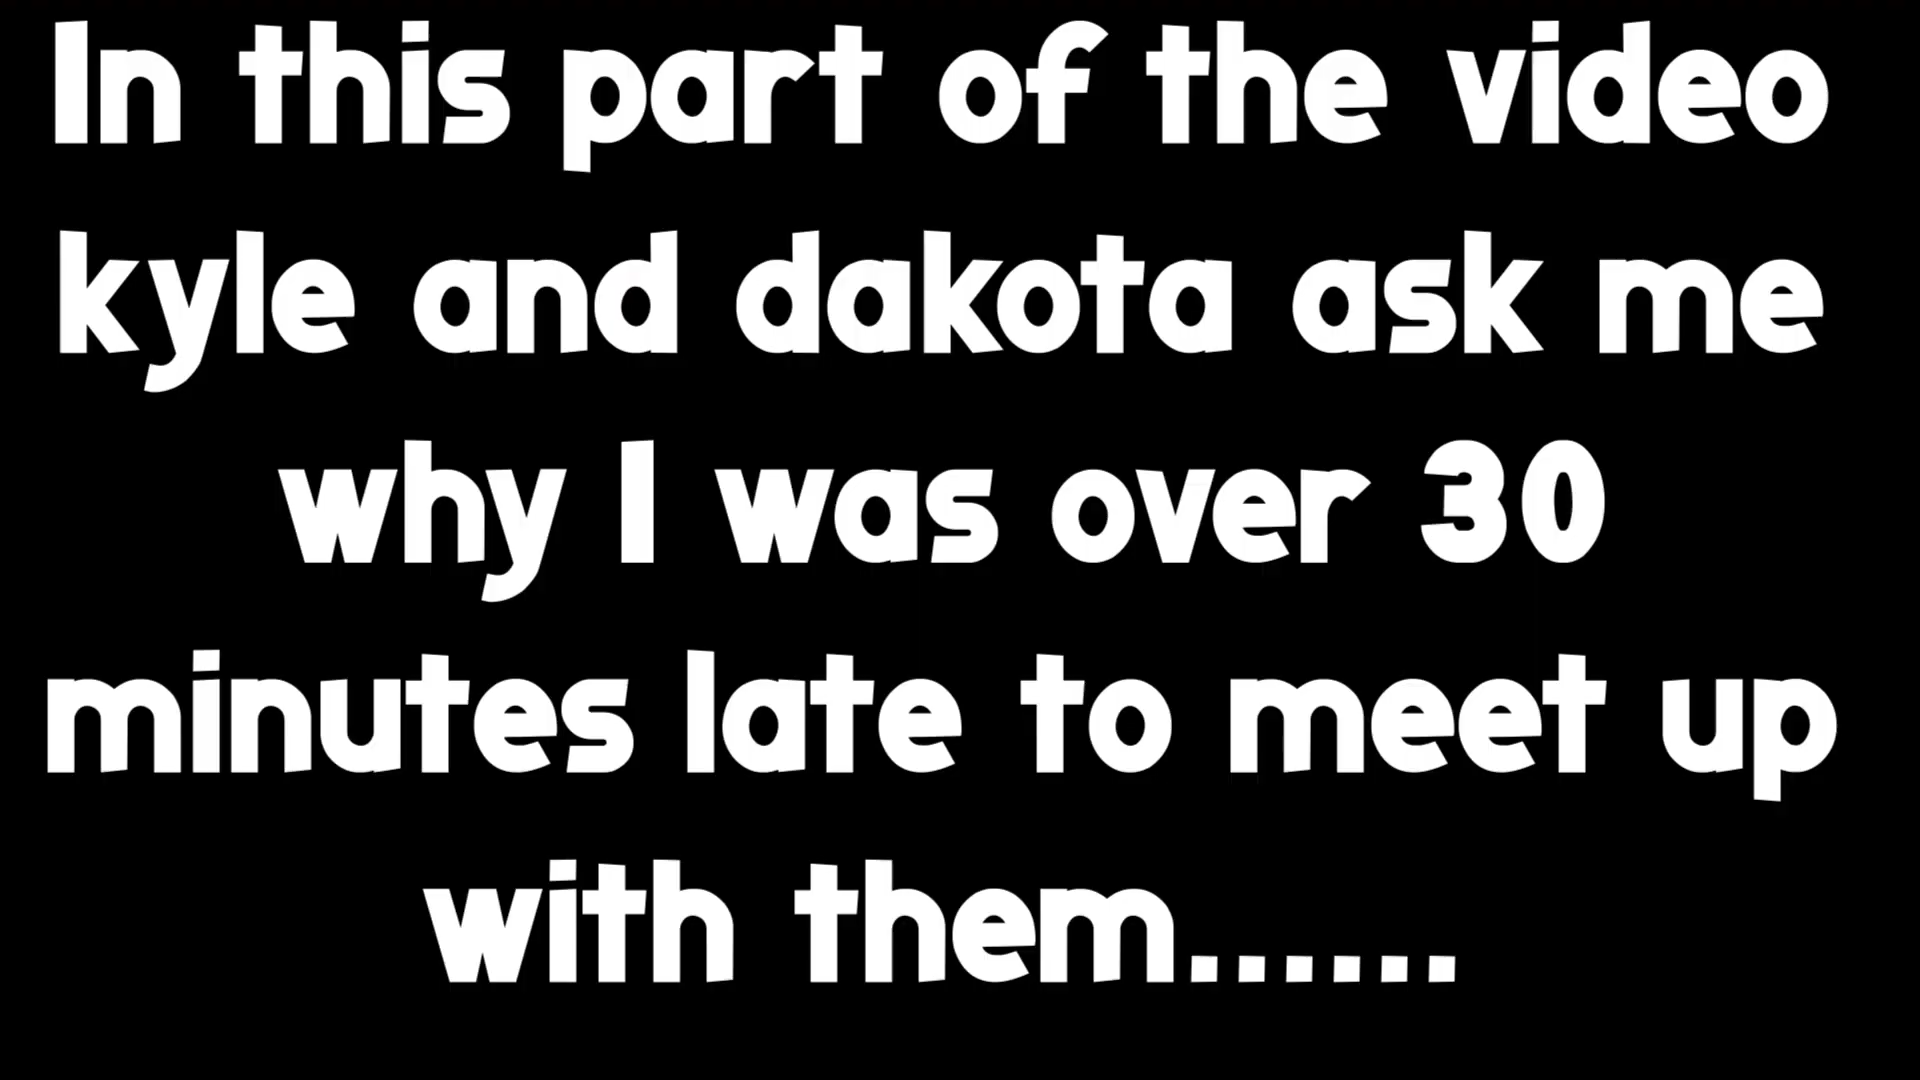 In this part of the video
kyle and dakota ask me
why I was over 30
minutes late to meet up
with them......